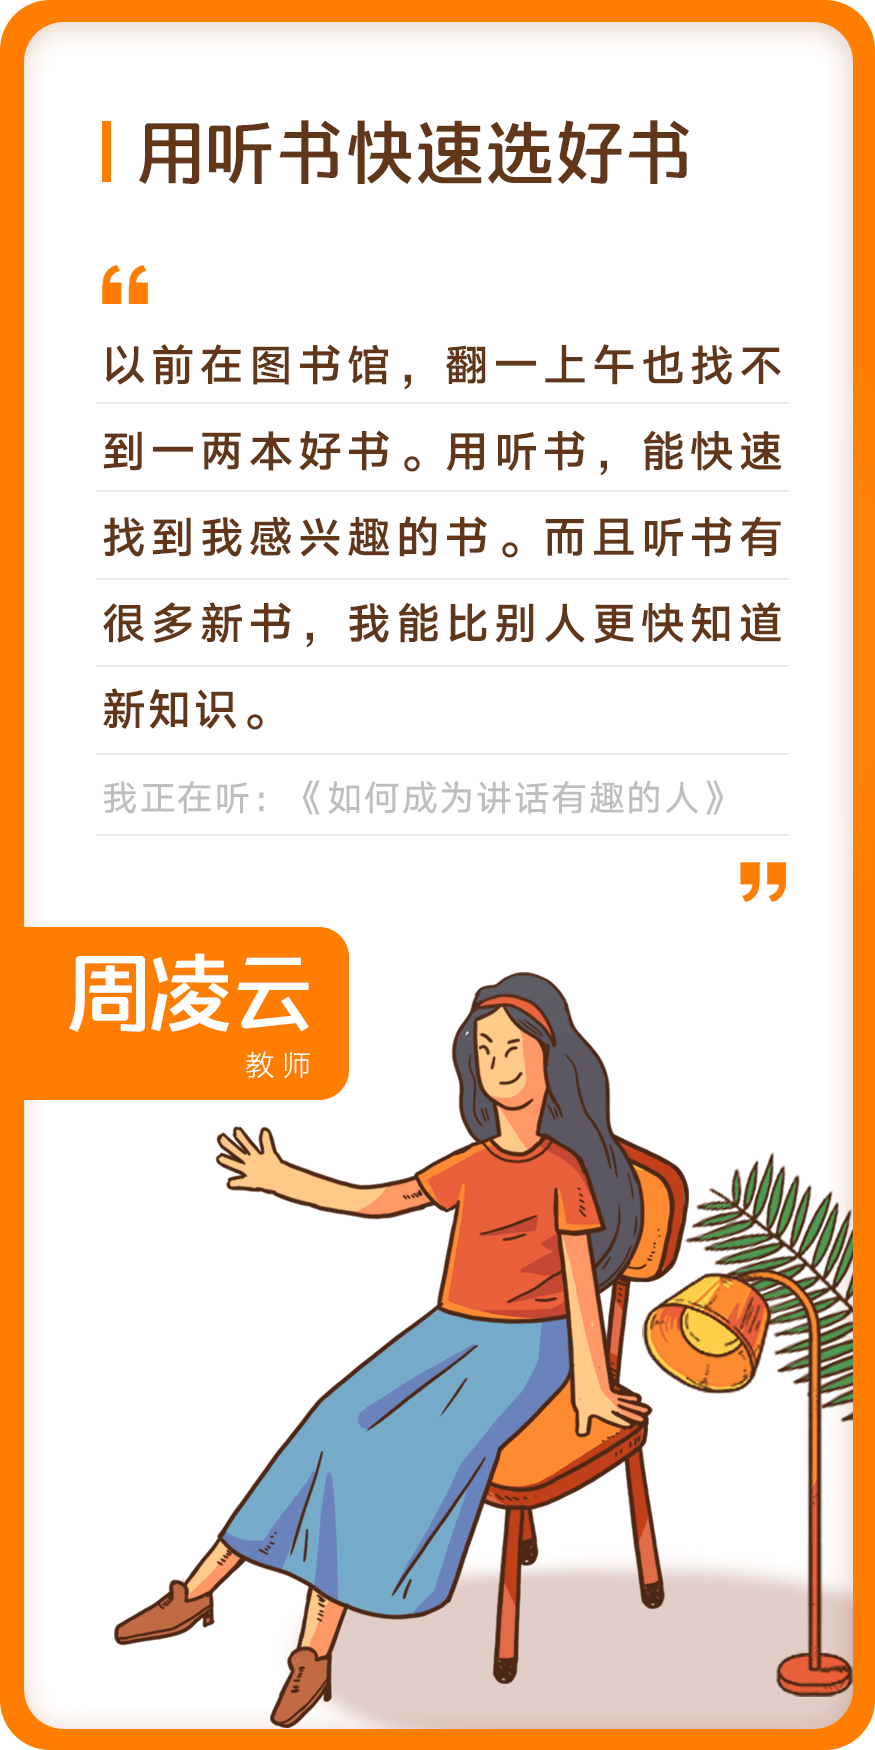 用听书快速选好书
“
以前在图书馆，翻一上午也找不
到一两本好书。用听书，能快速
找到我感兴趣的书。而且听书有
很多新书，我能比别人更快知道
新知识。
我正在听：《如何成为讲话有趣的人》
”
周凌云
教师